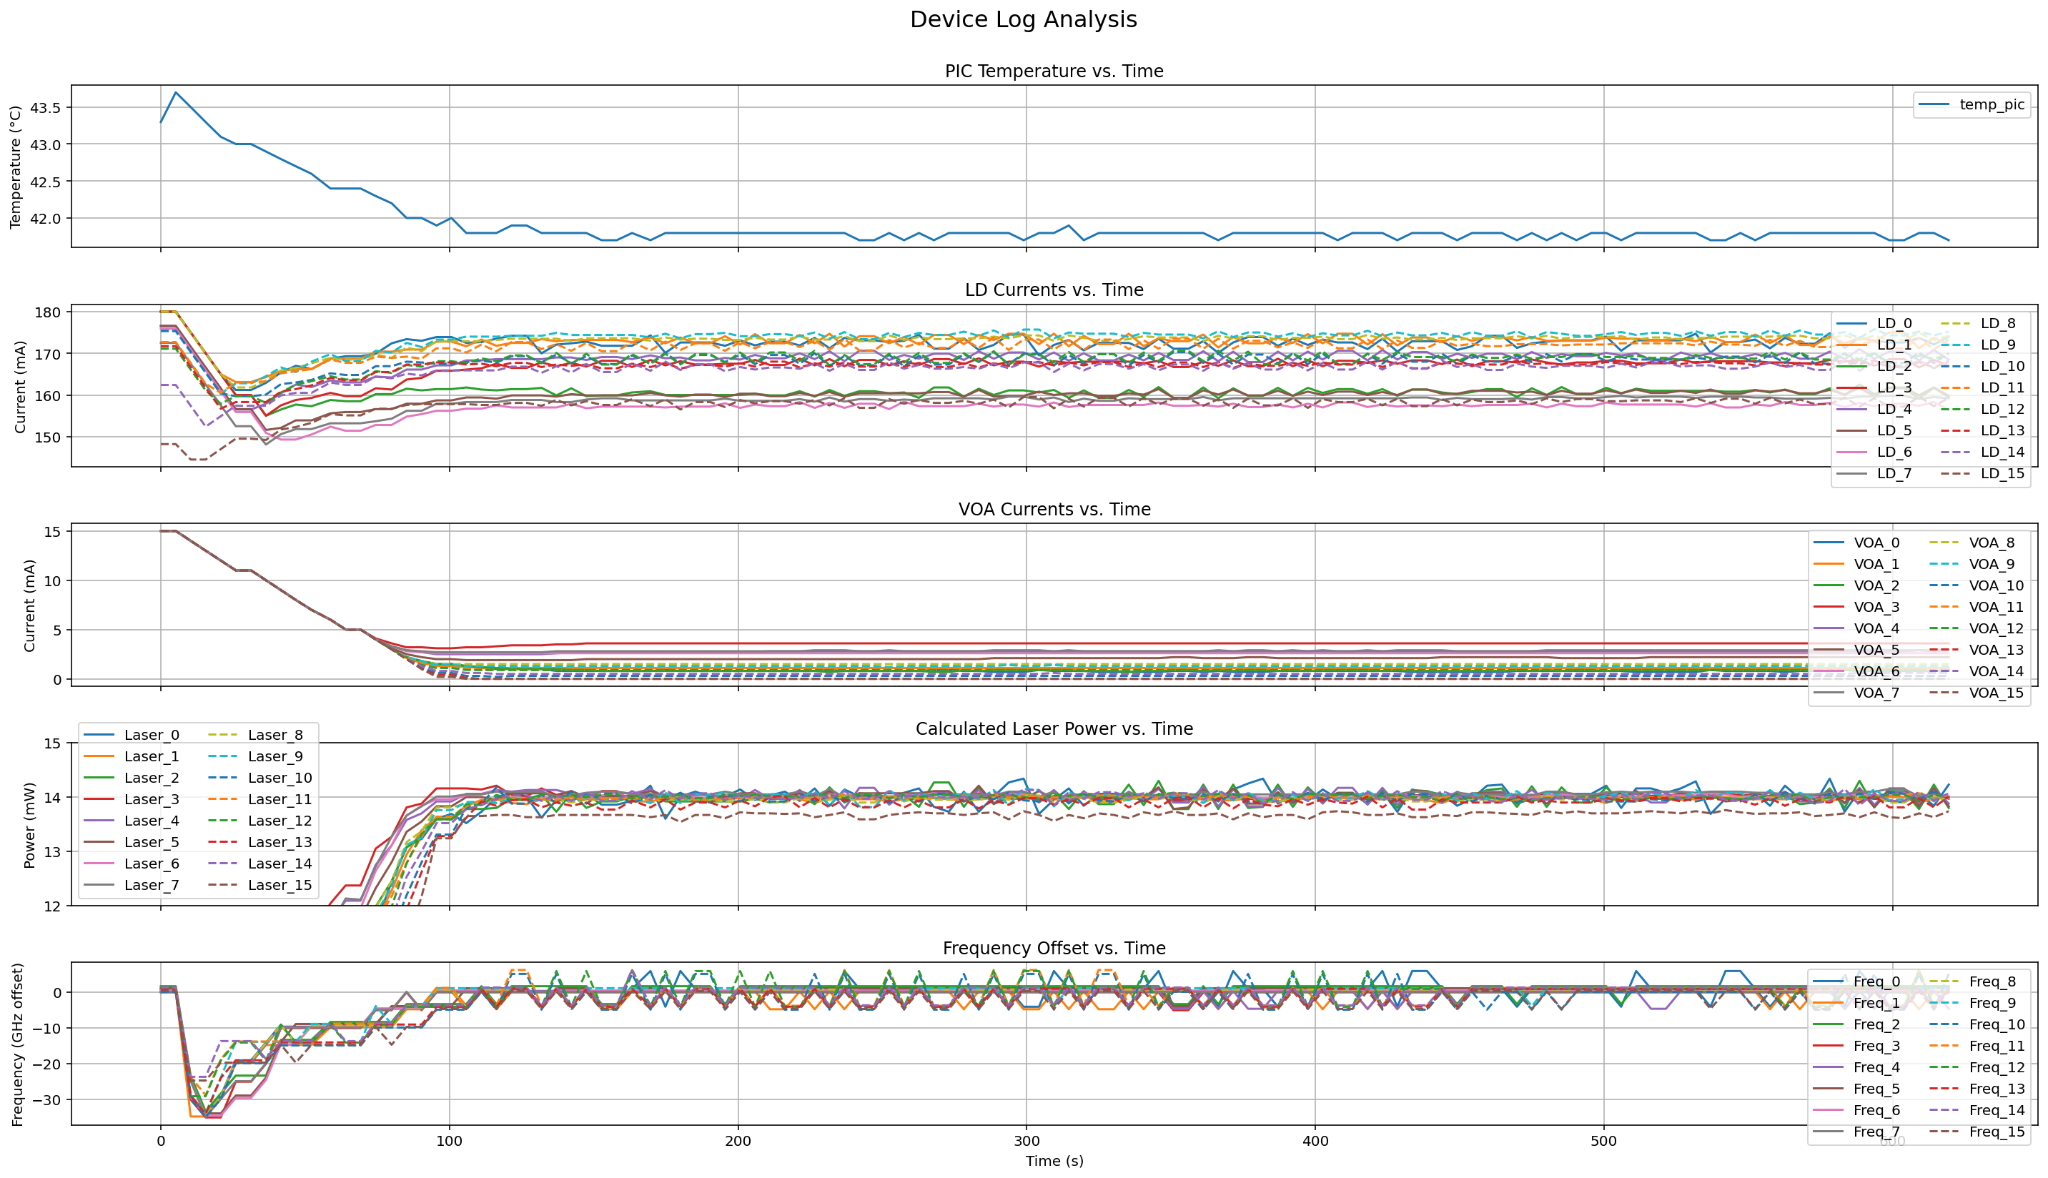 Device Log Analysis
PIC Temperature vs. Time
Temperature (°C)
43.5
43.0
42.5
42.0
temp_pic
LD Currents vs. Time
Current (mA)
180
170
160
150
LD_0 LD_8
LD_1 LD_9
LD_2 LD_10
LD_3 LD_11
LD_4 LD_12
LD_5 LD_13
LD_6 LD_14
LD_7 LD_15
VOA Currents vs. Time
Current (mA)
15
10
5
0
VOA_0 VOA_8
VOA_1 VOA_9
VOA_2 VOA_10
VOA_3 VOA_11
VOA_4 VOA_12
VOA_5 VOA_13
VOA_6 VOA_14
VOA_7 VOA_15
Calculated Laser Power vs. Time
Power (mW)
15
14
13
12
Laser_0 Laser_8
Laser_1 Laser_9
Laser_2 Laser_10
Laser_3 Laser_11
Laser_4 Laser_12
Laser_5 Laser_13
Laser_6 Laser_14
Laser_7 Laser_15
Frequency Offset vs. Time
Frequency (GHz offset)
0
−10
−20
−30
Freq_0 Freq_8
Freq_1 Freq_9
Freq_2 Freq_10
Freq_3 Freq_11
Freq_4 Freq_12
Freq_5 Freq_13
Freq_6 Freq_14
Freq_7 Freq_15
0 100 200 300 400 500 600
Time (s)